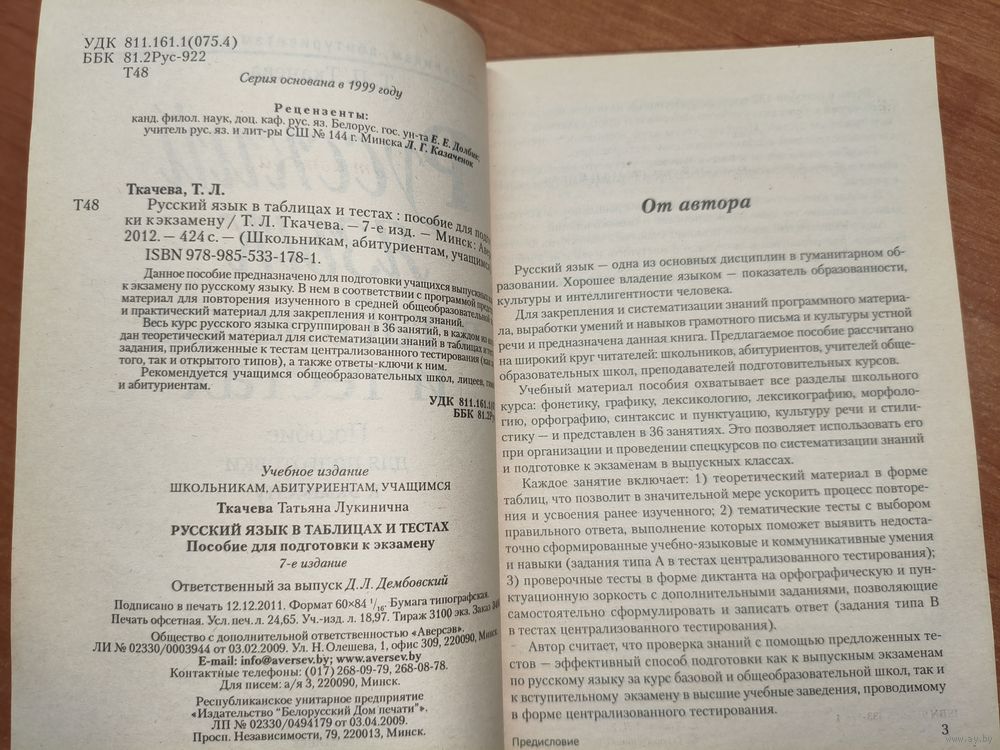 УДК 811.161.1(075.4)
ББК 81.2Рус-922
Т48
Серия основана в 1999 году
Рецензенты:
канд. филол. наук, доц. каф. рус. яз. Белорус. гос. ун-та Е. Е. Долбик;
учитель рус. яз. и лит-ры СШ № 144 г. Минска Л. Г. Казаченок
Ткачева, Т. Л.
Т48
Русский язык в таблицах и тестах : пособие для подго
ки к экзамену / Т. Л. Ткачева. — 7-е изд. — Минск : Авер
2012. — 424 с. — (Школьникам, абитуриентам, учащимся
ISBN 978-985-533-178-1.
Данное пособие предназначено для подготовки учащихся выпускных
к экзамену по русскому языку. В нем в соответствии с программой
материал для повторения изученного в средней общеобразовательной
и практический материал для закрепления и контроля знаний.
Весь курс русского языка сгруппирован в 36 занятий, в каждом из
дан теоретический материал для систематизации знаний в таблицах и
задания, приближенные к тестам централизованного тестирования (как
того, так и открытого типов), а также ответы-ключи к ним.
Рекомендуется учащимся общеобразовательных школ, лицеев,
и абитуриентам.
УДК 811.161.1(
ББК 81.2Ру
Учебное издание
ШКОЛЬНИКАМ, АБИТУРИЕНТАМ, УЧАЩИМСЯ
Ткачева Татьяна Лукинична
РУССКИЙ ЯЗЫК В ТАБЛИЦАХ И ТЕСТАХ
Пособие для подготовки к экзамену
7-е издание
Ответственный за выпуск Д.Л. Дембовский
Подписано в печать 12.12.2011. Формат 60×84 1/16. Бумага типографская.
Печать офсетная. Усл. печ. л. 24,65. Уч.-изд. л. 18,97. Тираж 3100 экз. Заказ
Общество с дополнительной ответственностью «Аверсэв».
ЛИ № 02330/0003944 от 03.02.2009. Ул. Н. Олешева, 1, офис 309, 220090, Минск.
E-mail: info@aversev.by; www.aversev.by
Контактные телефоны: (017) 268-09-79, 268-08-78.
Для писем: а/я 3, 220090, Минск.
Республиканское унитарное предприятие
«Издательство "Белорусский Дом печати"».
ЛП № 02330/0494179 от 03.04.2009.
Просп. Независимости, 79, 220013, Минск.
От автора
Русский язык — одна из основных дисциплин в гуманитарном об-
разовании. Хорошее владение языком — показатель образованности,
культуры и интеллигентности человека.
Для закрепления и систематизации знаний программного материа-
ла, выработки умений и навыков грамотного письма и культуры устной
речи и предназначена данная книга. Предлагаемое пособие рассчитано
на широкий круг читателей: школьников, абитуриентов, учителей обще-
образовательных школ, преподавателей подготовительных курсов.
Учебный материал пособия охватывает все разделы школьного
курса: фонетику, графику, лексикологию, лексикографию, морфоло-
гию, орфографию, синтаксис и пунктуацию, культуру речи и стили-
стику — и представлен в 36 занятиях. Это позволяет использовать его
при организации и проведении спецкурсов по систематизации знаний
и подготовке к экзаменам в выпускных классах.
Каждое занятие включает: 1) теоретический материал в форме
таблиц, что позволит в значительной мере ускорить процесс повторе-
ния и усвоения ранее изученного; 2) тематические тесты с выбором
правильного ответа, выполнение которых поможет выявить недоста-
точно сформированные учебно-языковые и коммуникативные умения
и навыки (задания типа А в тестах централизованного тестирования);
3) проверочные тесты в форме диктанта на орфографическую и пун-
ктуационную зоркость с дополнительными заданиями, позволяющие
самостоятельно сформулировать и записать ответ (задания типа В
в тестах централизованного тестирования).
Автор считает, что проверка знаний с помощью предложенных те-
стов — эффективный способ подготовки как к выпускным экзаменам
по русскому языку за курс базовой и общеобразовательной школ, так и
к вступительному экзамену в высшие учебные заведения, проводимому
в форме централизованного тестирования.
3
Предисловие
ay.by